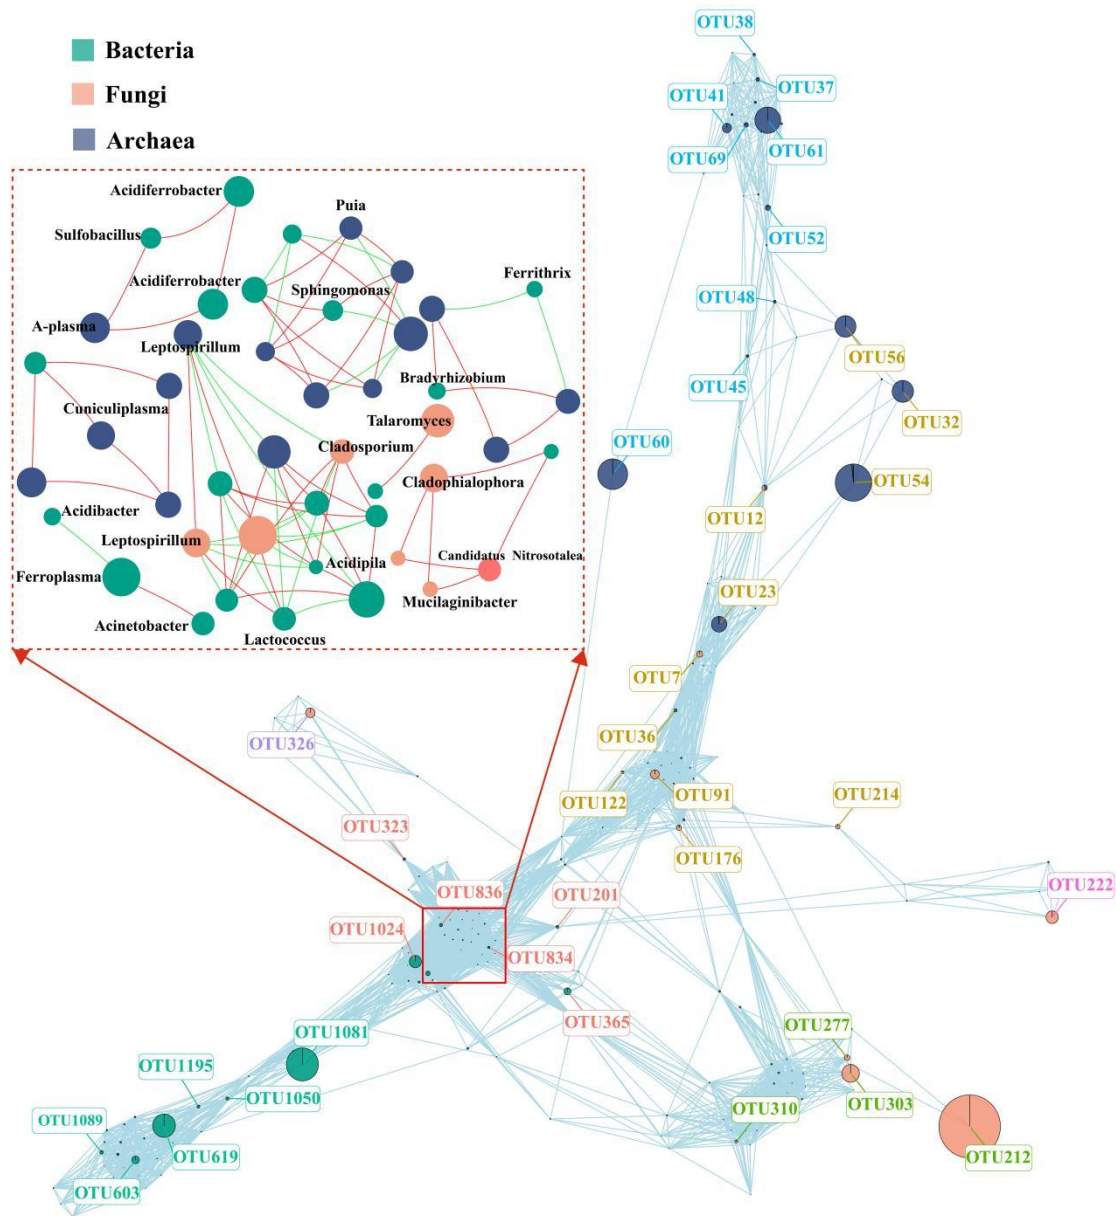 Bacteria
Fungi
Archaea
OTU38
OTU41
OTU37
OTU69
OTU61
OTU52
OTU48
OTU56
OTU45
OTU32
OTU60
OTU54
OTU12
OTU23
OTU7
OTU36
OTU326
OTU122
OTU91
OTU214
OTU323
OTU176
OTU836
OTU201
OTU222
OTU1024
OTU834
OTU365
OTU277
OTU1081
OTU1195
OTU1050
OTU303
OTU310
OTU1089
OTU619
OTU212
OTU603
Acidiferrobacter
Puia
Sulfobacillus
Acidiferrobacter
Sphingomonas
Ferrithrix
A-plasma
Leptospirillum
Bradyrhizobium
Cuniculiplasma
Talaromyces
Cladosporium
Cladophialophora
Acidibacter
Leptospirillum
Candidatus Nitrosotalea
Acidipila
Ferroplasma
Mucilaginibacter
Acinetobacter
Lactococcus